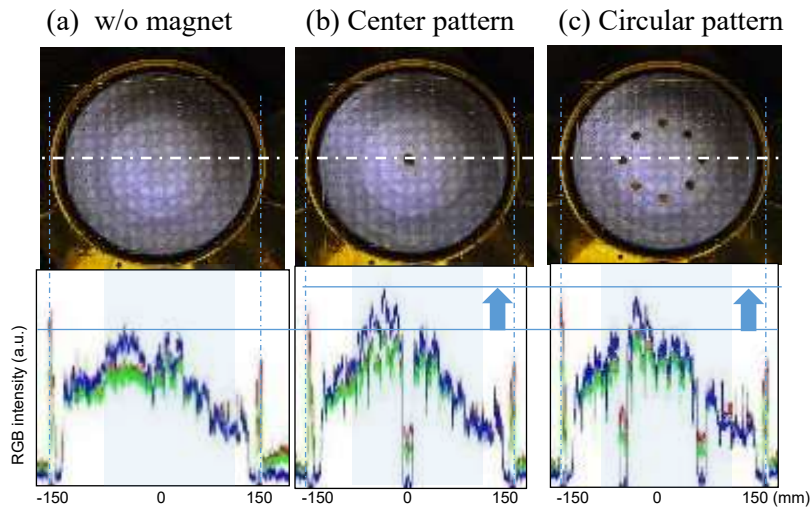 (a) w/o magnet
(b) Center pattern
(c) Circular pattern
RGB intensity (a.u.)
-150 0 150 -150 0 150 -150 0 150 (mm)